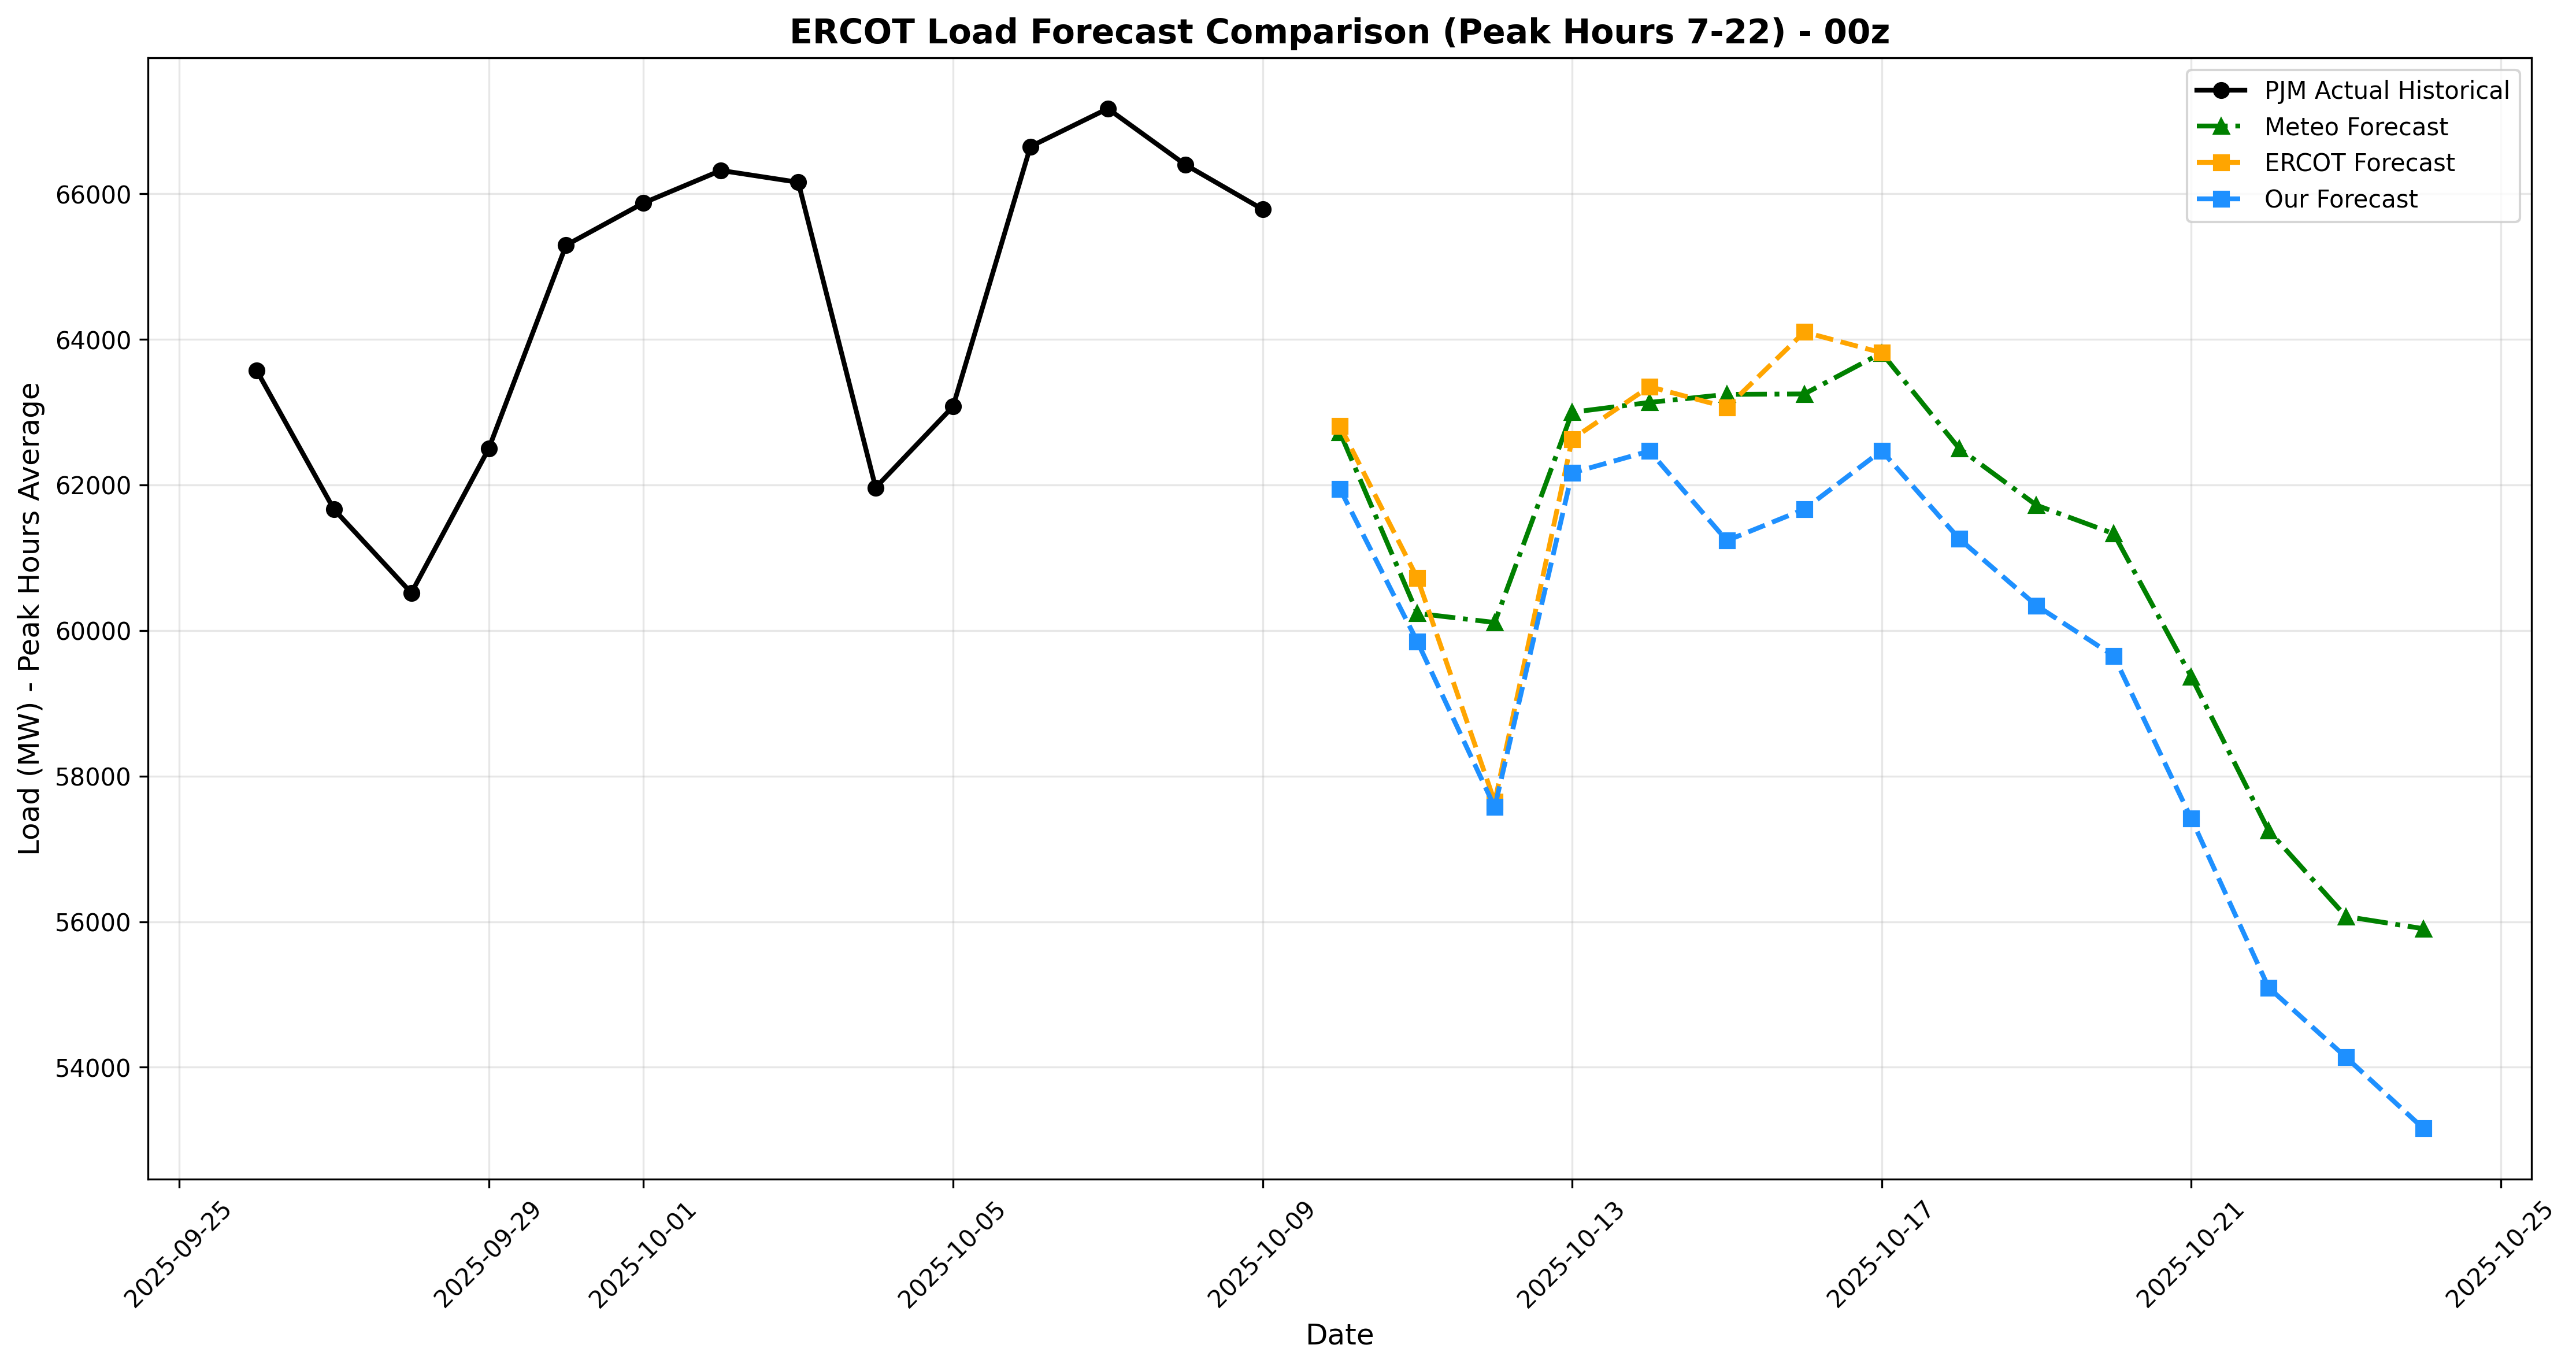 ERCOT Load Forecast Comparison (Peak Hours 7-22) - 00z
PJM Actual Historical
Meteo Forecast
ERCOT Forecast
Our Forecast
Load (MW) - Peak Hours Average
66000
64000
62000
60000
58000
56000
54000
2025-09-25
2025-09-29
2025-10-01
2025-10-05
2025-10-09
2025-10-13
2025-10-17
2025-10-21
2025-10-25
Date